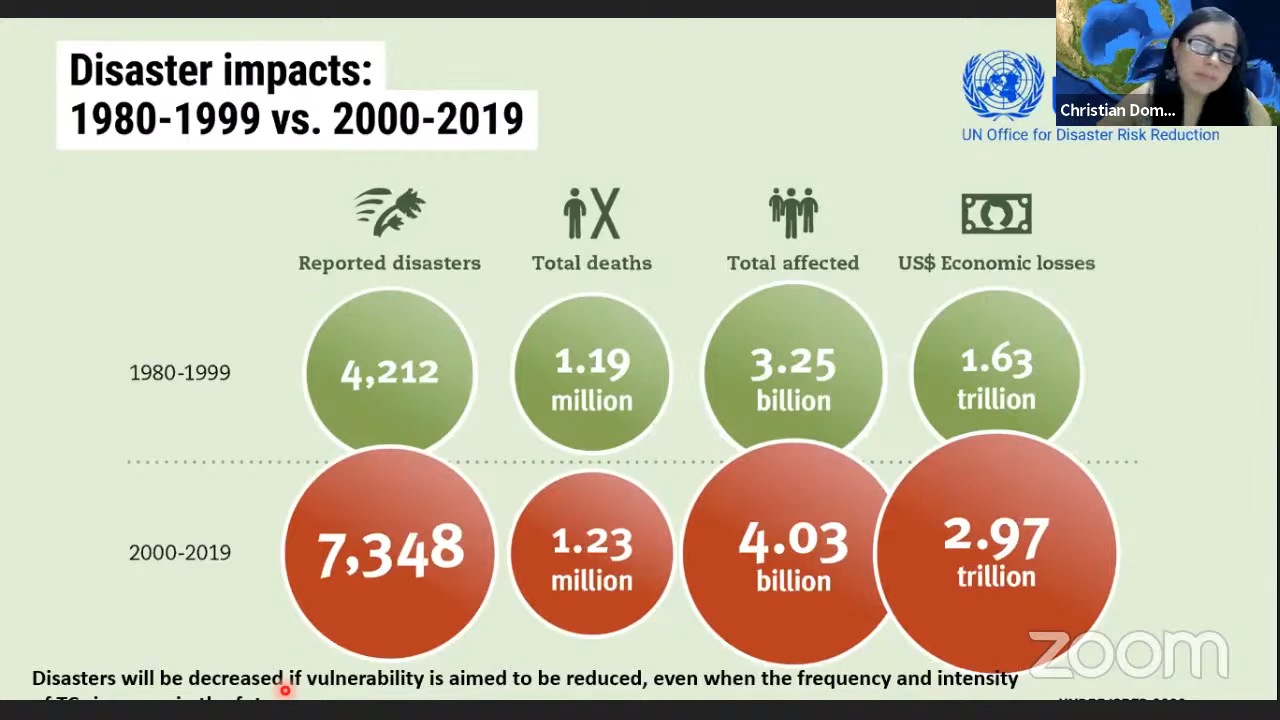 Disaster impacts:
1980-1999 vs. 2000-2019
Christian Dom...
UN Office for Disaster Risk Reduction
Reported disasters
Total deaths
Total affected
US$ Economic losses
1980-1999
4,212
1.19
million
3.25
billion
1.63
trillion
2000-2019
7,348
1.23
million
4.03
billion
2.97
trillion
zoom
Disasters will be decreased if vulnerability is aimed to be reduced, even when the frequency and intensity